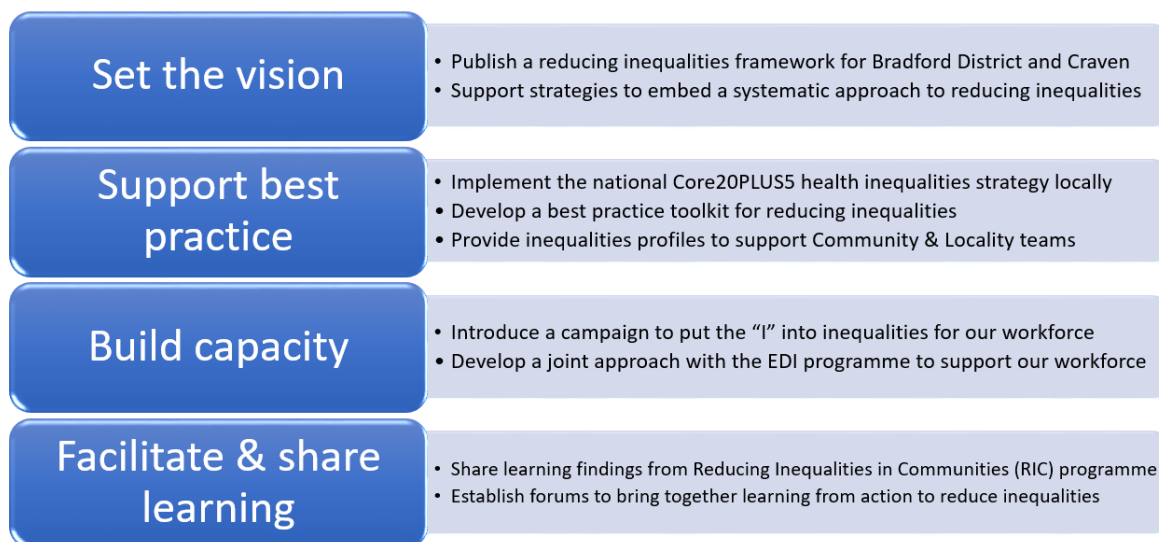 Set the vision
• Publish a reducing inequalities framework for Bradford District and Craven
• Support strategies to embed a systematic approach to reducing inequalities
Support best
practice
• Implement the national Core20PLUS5 health inequalities strategy locally
• Develop a best practice toolkit for reducing inequalities
• Provide inequalities profiles to support Community & Locality teams
Build capacity
• Introduce a campaign to put the “I” into inequalities for our workforce
• Develop a joint approach with the EDI programme to support our workforce
Facilitate & share
learning
• Share learning findings from Reducing Inequalities in Communities (RIC) programme
• Establish forums to bring together learning from action to reduce inequalities